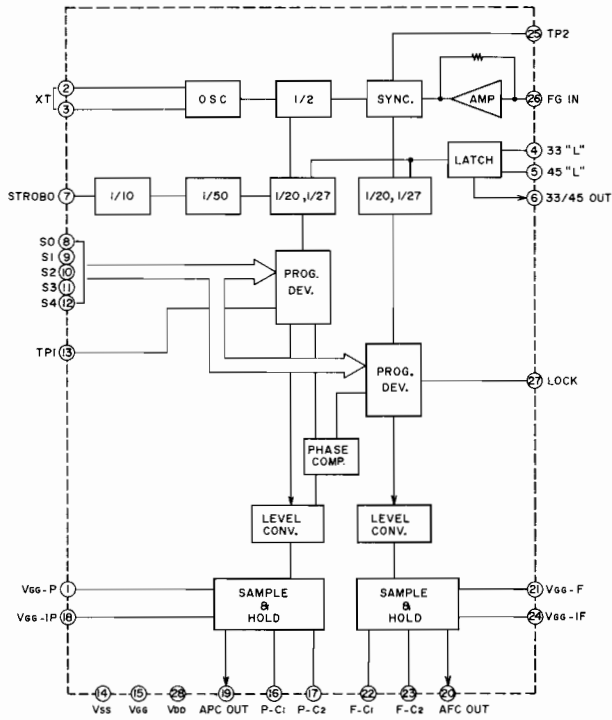 25 TP2
XT
2
3
OSC
1/2
SYNC.
AMP
26 FG IN
LATCH
4 33 "L"
5 45 "L"
6 33/45 OUT
STROBO 7
1/10
1/50
1/20, 1/27
1/20, 1/27
S0 8
S1 9
S2 10
S3 11
S4 12
PROG.
DEV.
TP1 13
PROG.
DEV.
27 LOCK
PHASE
COMP.
LEVEL
CONV.
LEVEL
CONV.
VGG-P 1
VGG-1P 18
SAMPLE
&
HOLD
SAMPLE
&
HOLD
21 VGG-F
24 VGG-1F
14 15 28 19 16 17 22 23 20
VSS VGG VDD APC OUT P-C1 P-C2 F-C1 F-C2 AFC OUT